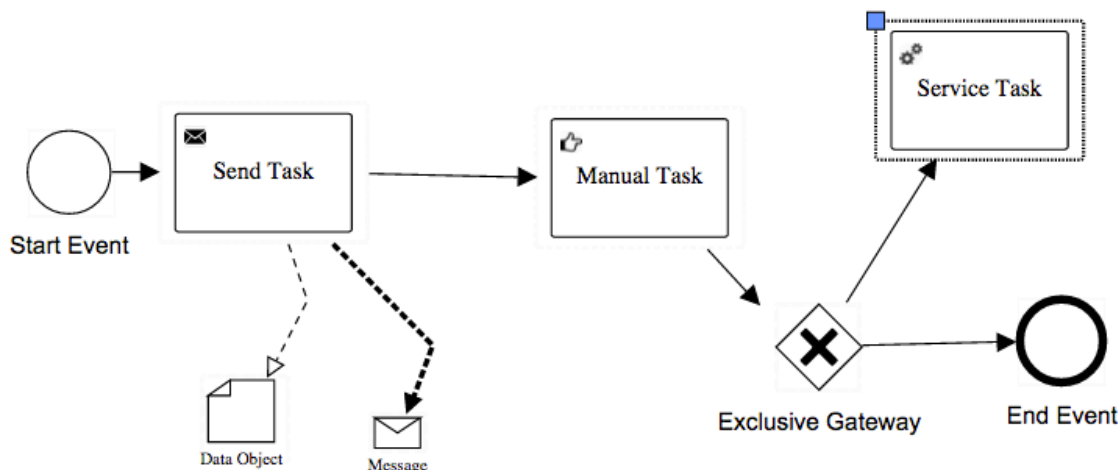 Service Task
Send Task
Manual Task
Start Event
Exclusive Gateway
End Event
Data Object
Message